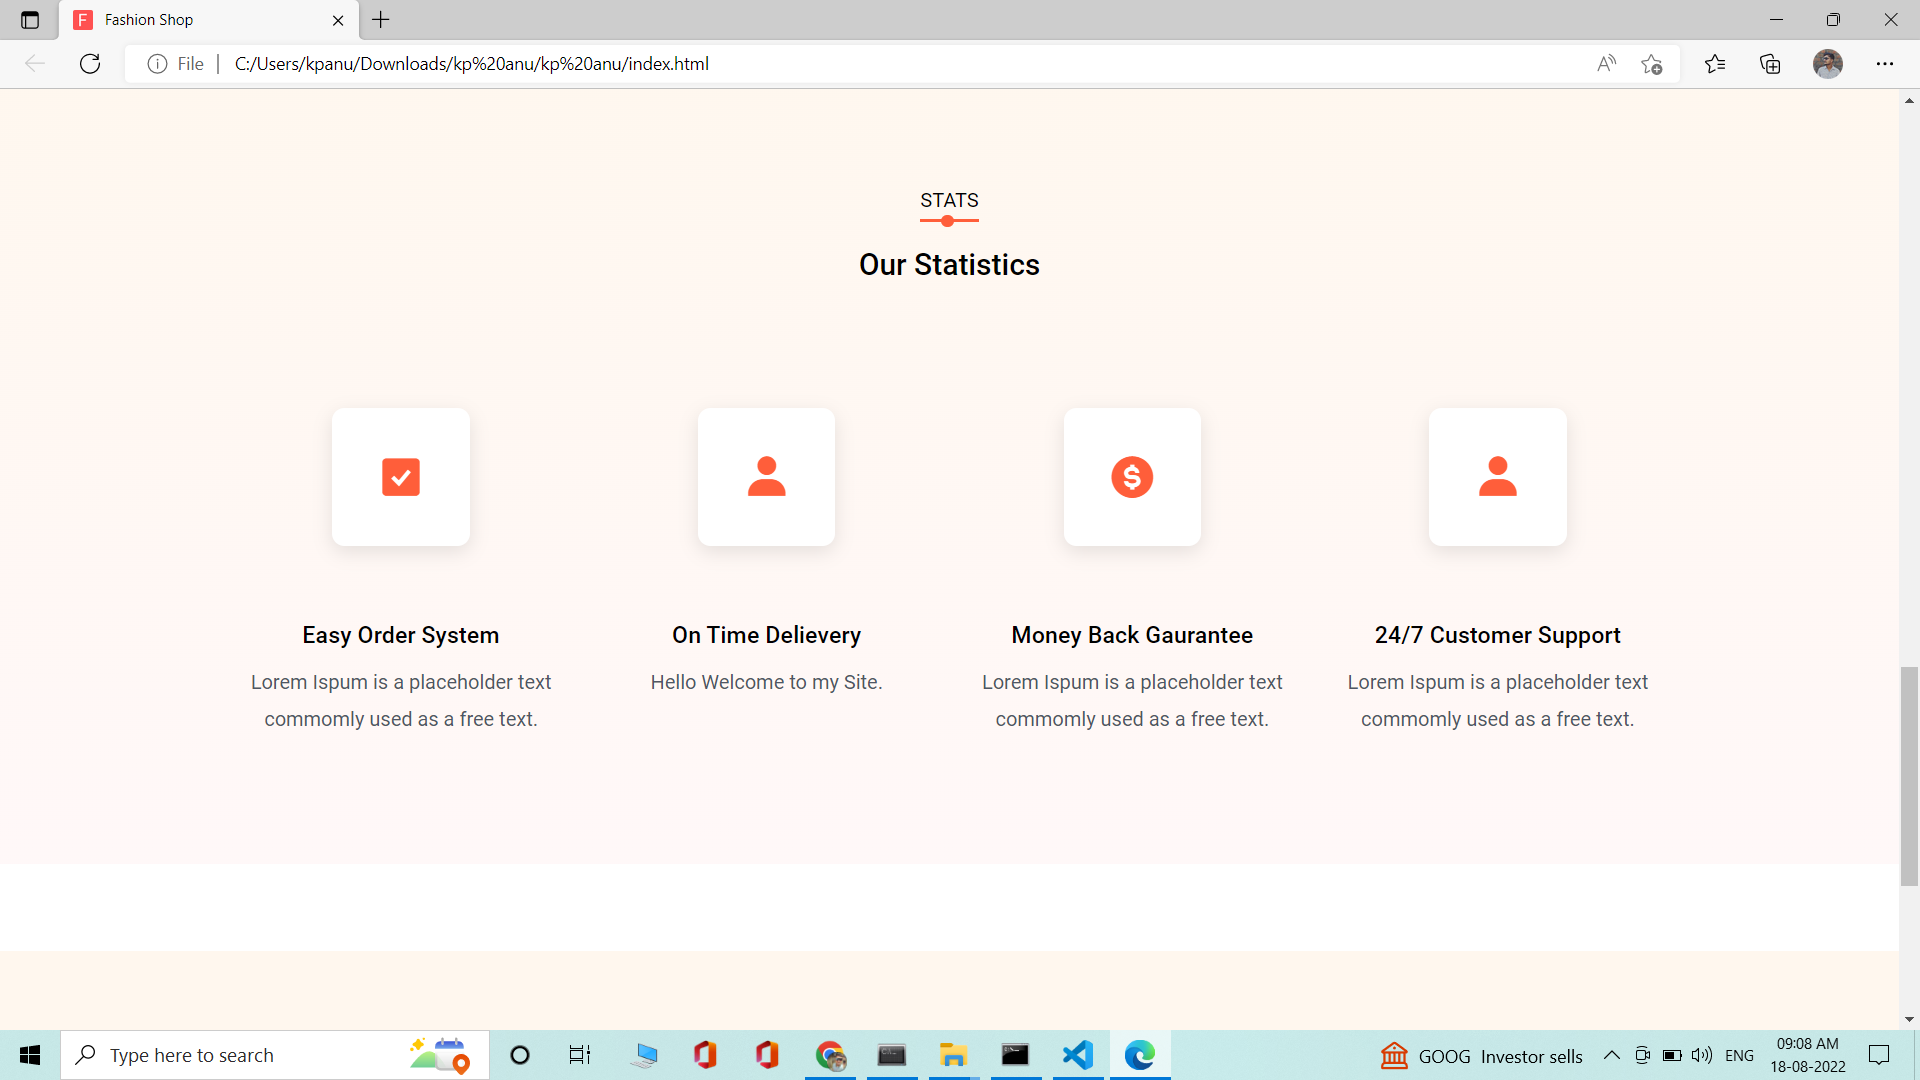 F Fashion Shop
File C:/Users/kpanu/Downloads/kp%20anu/kp%20anu/index.html
STATS
Our Statistics
Easy Order System
Lorem Ispum is a placeholder text
commomly used as a free text.
On Time Delievery
Hello Welcome to my Site.
Money Back Gaurantee
Lorem Ispum is a placeholder text
commomly used as a free text.
24/7 Customer Support
Lorem Ispum is a placeholder text
commomly used as a free text.
Type here to search
GOOG Investor sells
ENG
09:08 AM
18-08-2022